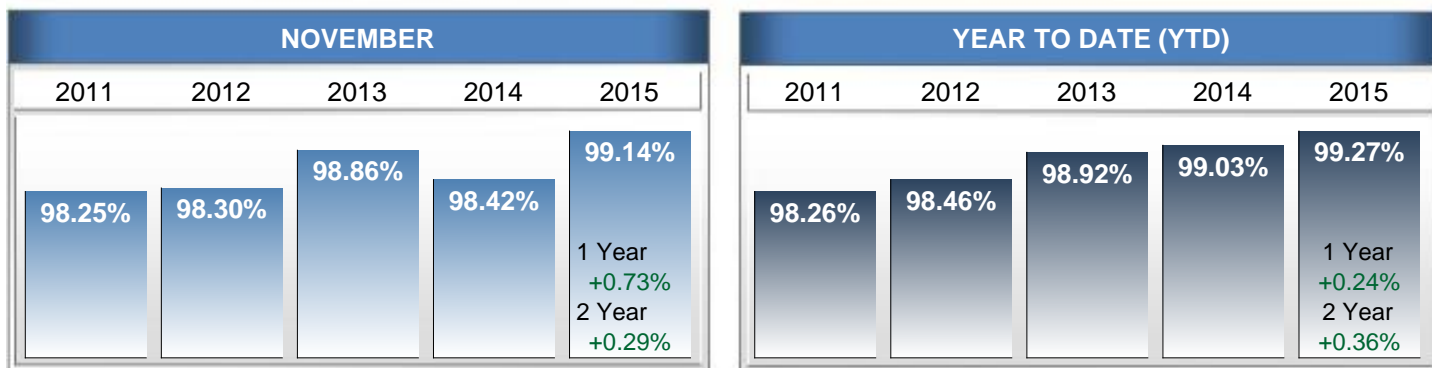 NOVEMBER
2011 2012 2013 2014 2015
98.25% 98.30% 98.86% 98.42% 99.14%
1 Year
+0.73%
2 Year
+0.29%
YEAR TO DATE (YTD)
2011 2012 2013 2014 2015
98.26% 98.46% 98.92% 99.03% 99.27%
1 Year
+0.24%
2 Year
+0.36%